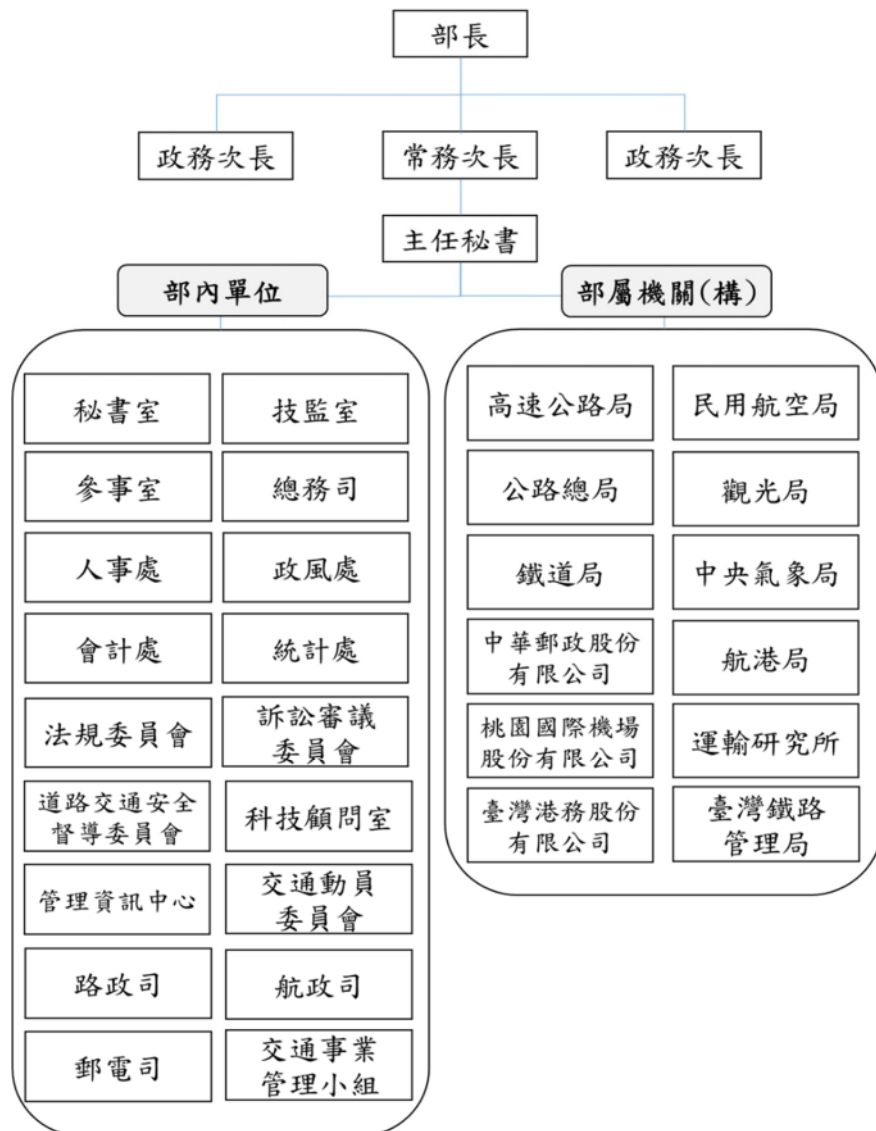 部長
政務次長
常務次長
政務次長
主任秘書
部內單位
部屬機關(構)
秘書室
技監室
參事室
總務司
人事處
政風處
會計處
統計處
法規委員會
訴訟審議
委員會
道路交通安全
督導委員會
科技顧問室
管理資訊中心
交通動員
委員會
路政司
航政司
郵電司
交通事業
管理小組
高速公路局
民用航空局
公路總局
觀光局
鐵道局
中央氣象局
中華郵政股份
有限公司
航港局
桃園國際機場
股份有限公司
運輸研究所
臺灣港務股份
有限公司
臺灣鐵路
管理局